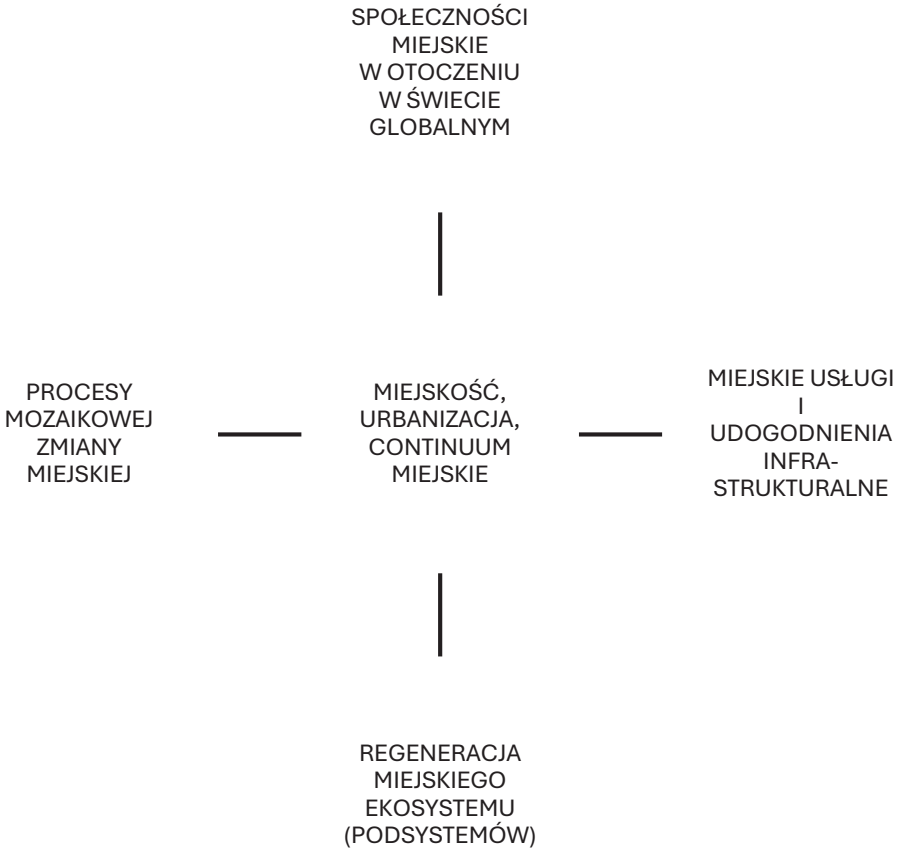 SPOŁECZNOŚCI
MIEJSKIE
W OTOCZENIU
W ŚWIECIE
GLOBALNYM
PROCESY
MOZAIKOWEJ
ZMIANY
MIEJSKIEJ
MIEJSKOŚĆ,
URBANIZACJA,
CONTINUUM
MIEJSKIE
MIEJSKIE USŁUGI
I
UDOGODNIENIA
INFRA-
STRUKTURALNE
REGENERACJA
MIEJSKIEGO
EKOSYSTEMU
(PODSYSTEMÓW)